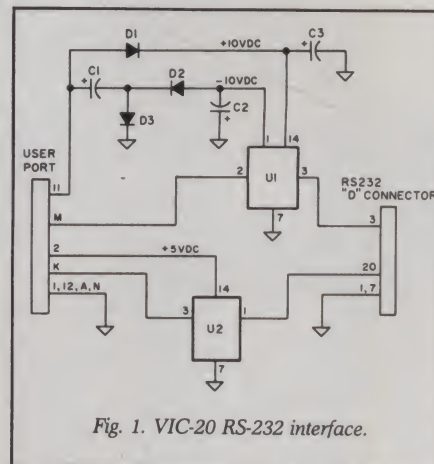 D1
+10VDC
C3
+
C1
+
D2
-10VDC
D3
C2
+
USER
PORT
1
14
U1
RS232
"D" CONNECTOR
11
2
3
3
M
7
2
+5VDC
20
K
14
1,12,A,N
3
U2
1
1,7
7
Fig. 1. VIC-20 RS-232 interface.